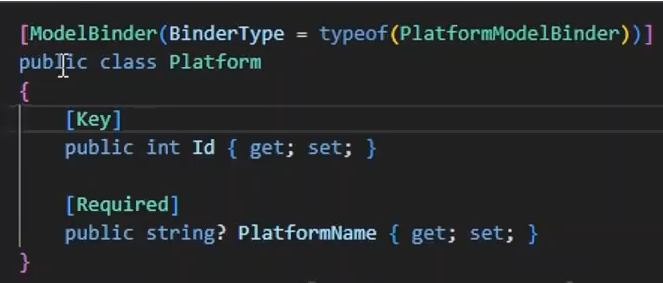 [ModelBinder(BinderType = typeof(PlatformModelBinder))]
public class Platform
{
[Key]
public int Id { get; set; }
[Required]
public string? PlatformName { get; set; }
}